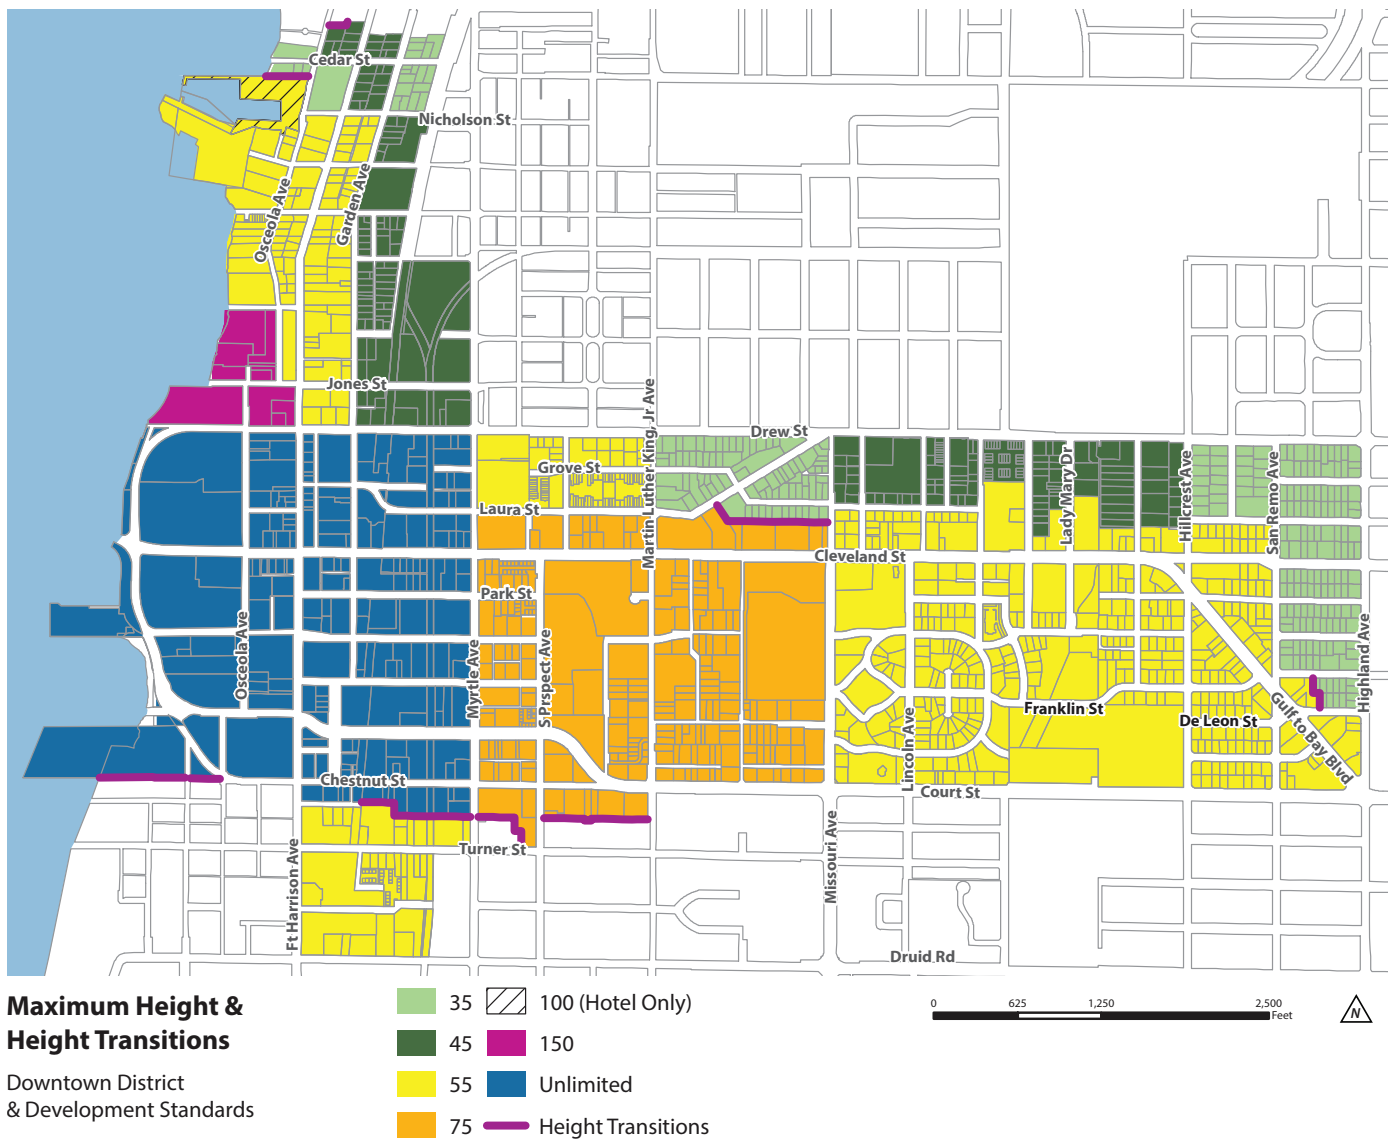 Cedar St
Nicholson St
Osceola Ave
Garden Ave
Jones St
Martin Luther King, Jr Ave
Drew St
Grove St
Laura St
Lady Mary Dr
Hillcrest Ave
San Remo Ave
Cleveland St
Park St
Osceola Ave
Myrtle Ave
S Prspect Ave
Highland Ave
Franklin St
De Leon St
Gulf to Bay Blvd
Lincoln Ave
Chestnut St
Court St
Turner St
Ft Harrison Ave
Missouri Ave
Druid Rd
Maximum Height &
Height Transitions
Downtown District
& Development Standards
35
45
55
75
100 (Hotel Only)
150
Unlimited
Height Transitions
0 625 1,250 2,500
Feet
N